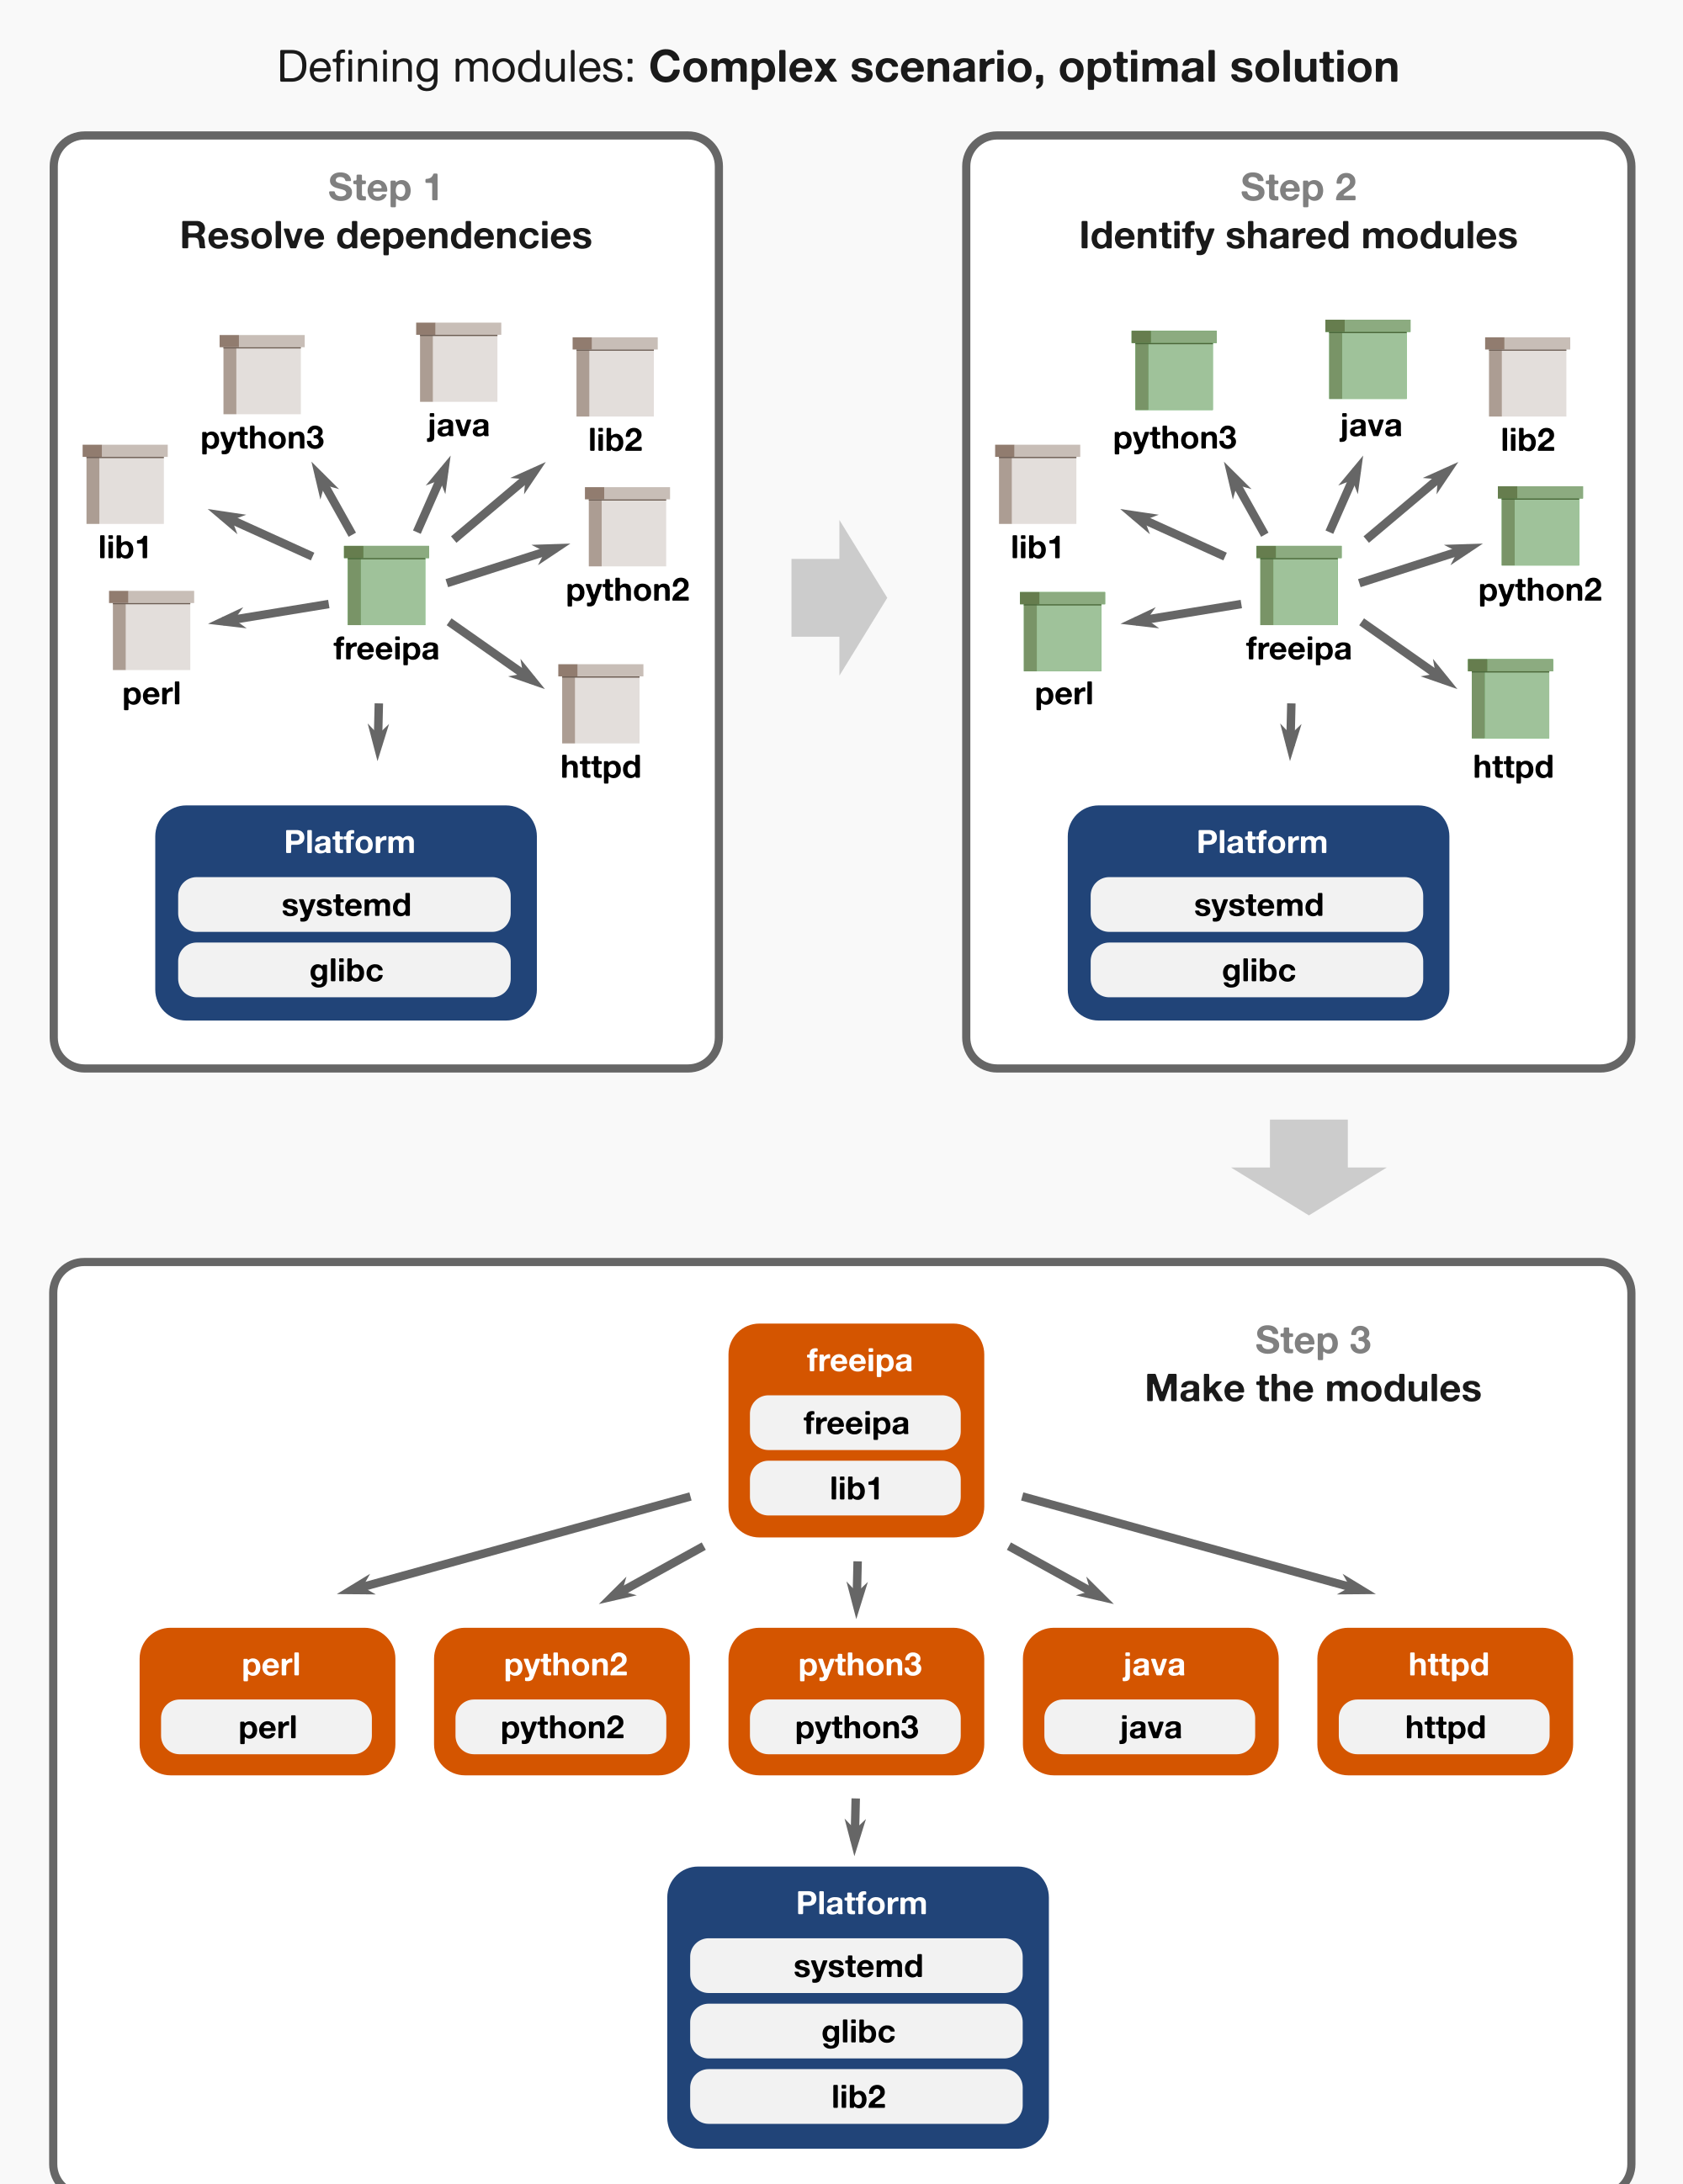 Defining modules: Complex scenario, optimal solution
Step 1
Resolve dependencies
python3
java
lib2
lib1
python2
freeipa
perl
httpd
Platform
systemd
glibc
Step 2
Identify shared modules
python3
java
lib2
lib1
python2
freeipa
perl
httpd
Platform
systemd
glibc
Step 3
Make the modules
freeipa
freeipa
lib1
perl
perl
python2
python2
python3
python3
java
java
httpd
httpd
Platform
systemd
glibc
lib2